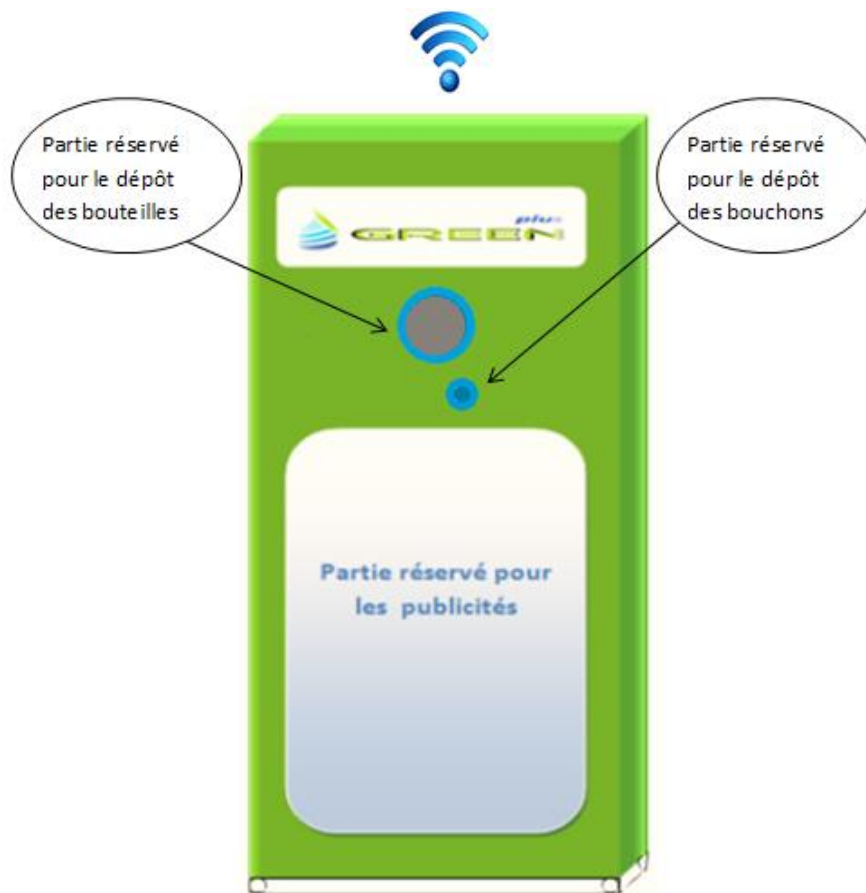 Partie réservé
pour le dépôt
des bouteilles
Partie réservé
pour le dépôt
des bouchons
plus
GREEN
Partie réservé pour
les publicités